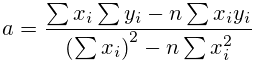 $a = \frac{\sum x_i \sum y_i - n \sum x_i y_i}{\left(\sum x_i\right)^2 - n \sum x_i^2}$